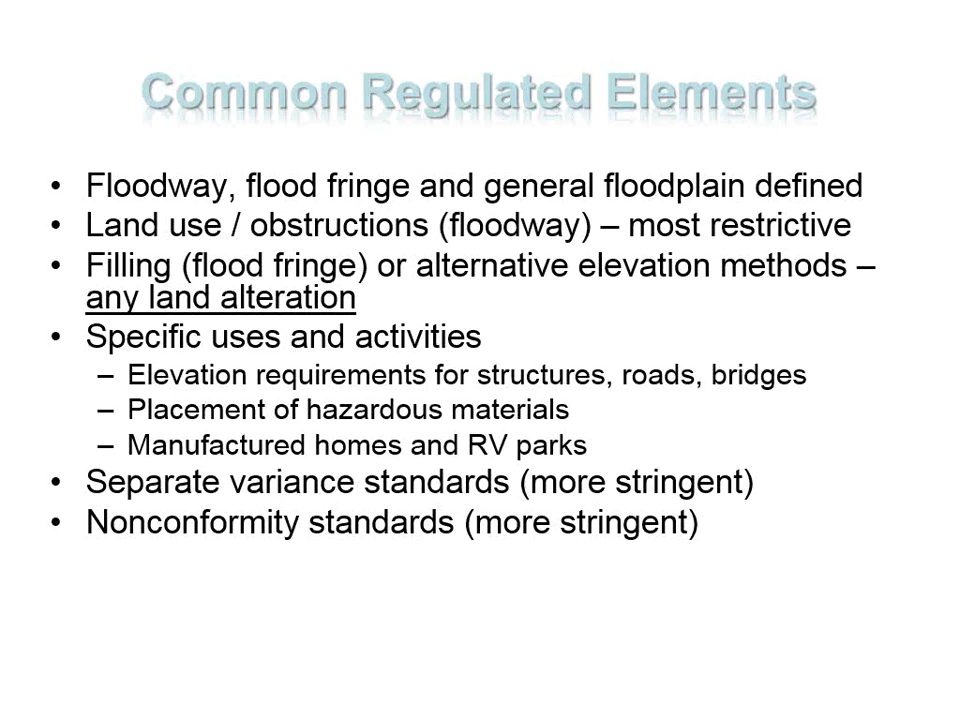 Common Regulated Elements
• Floodway, flood fringe and general floodplain defined
• Land use / obstructions (floodway) – most restrictive
• Filling (flood fringe) or alternative elevation methods –
any land alteration
• Specific uses and activities
– Elevation requirements for structures, roads, bridges
– Placement of hazardous materials
– Manufactured homes and RV parks
• Separate variance standards (more stringent)
• Nonconformity standards (more stringent)